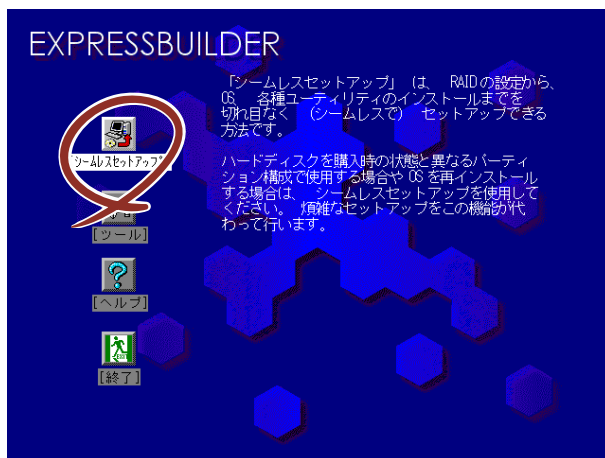 EXPRESSBUILDER
「シームレスセットアップ」 は、 RAIDの設定から、
OS、 各種ユーティリティのインストールまでを
切れ目なく (シームレスで) セットアップできる
方法です。
ハードディスクを購入時の状態と異なるパーティ
ション構成で使用する場合や OS を再インストール
する場合は、 シームレスセットアップを使用して
ください。 煩雑なセットアップをこの機能が代
わって行います。
シームレスセットアップ
[ツール]
[ヘルプ]
EXIT
[終了]